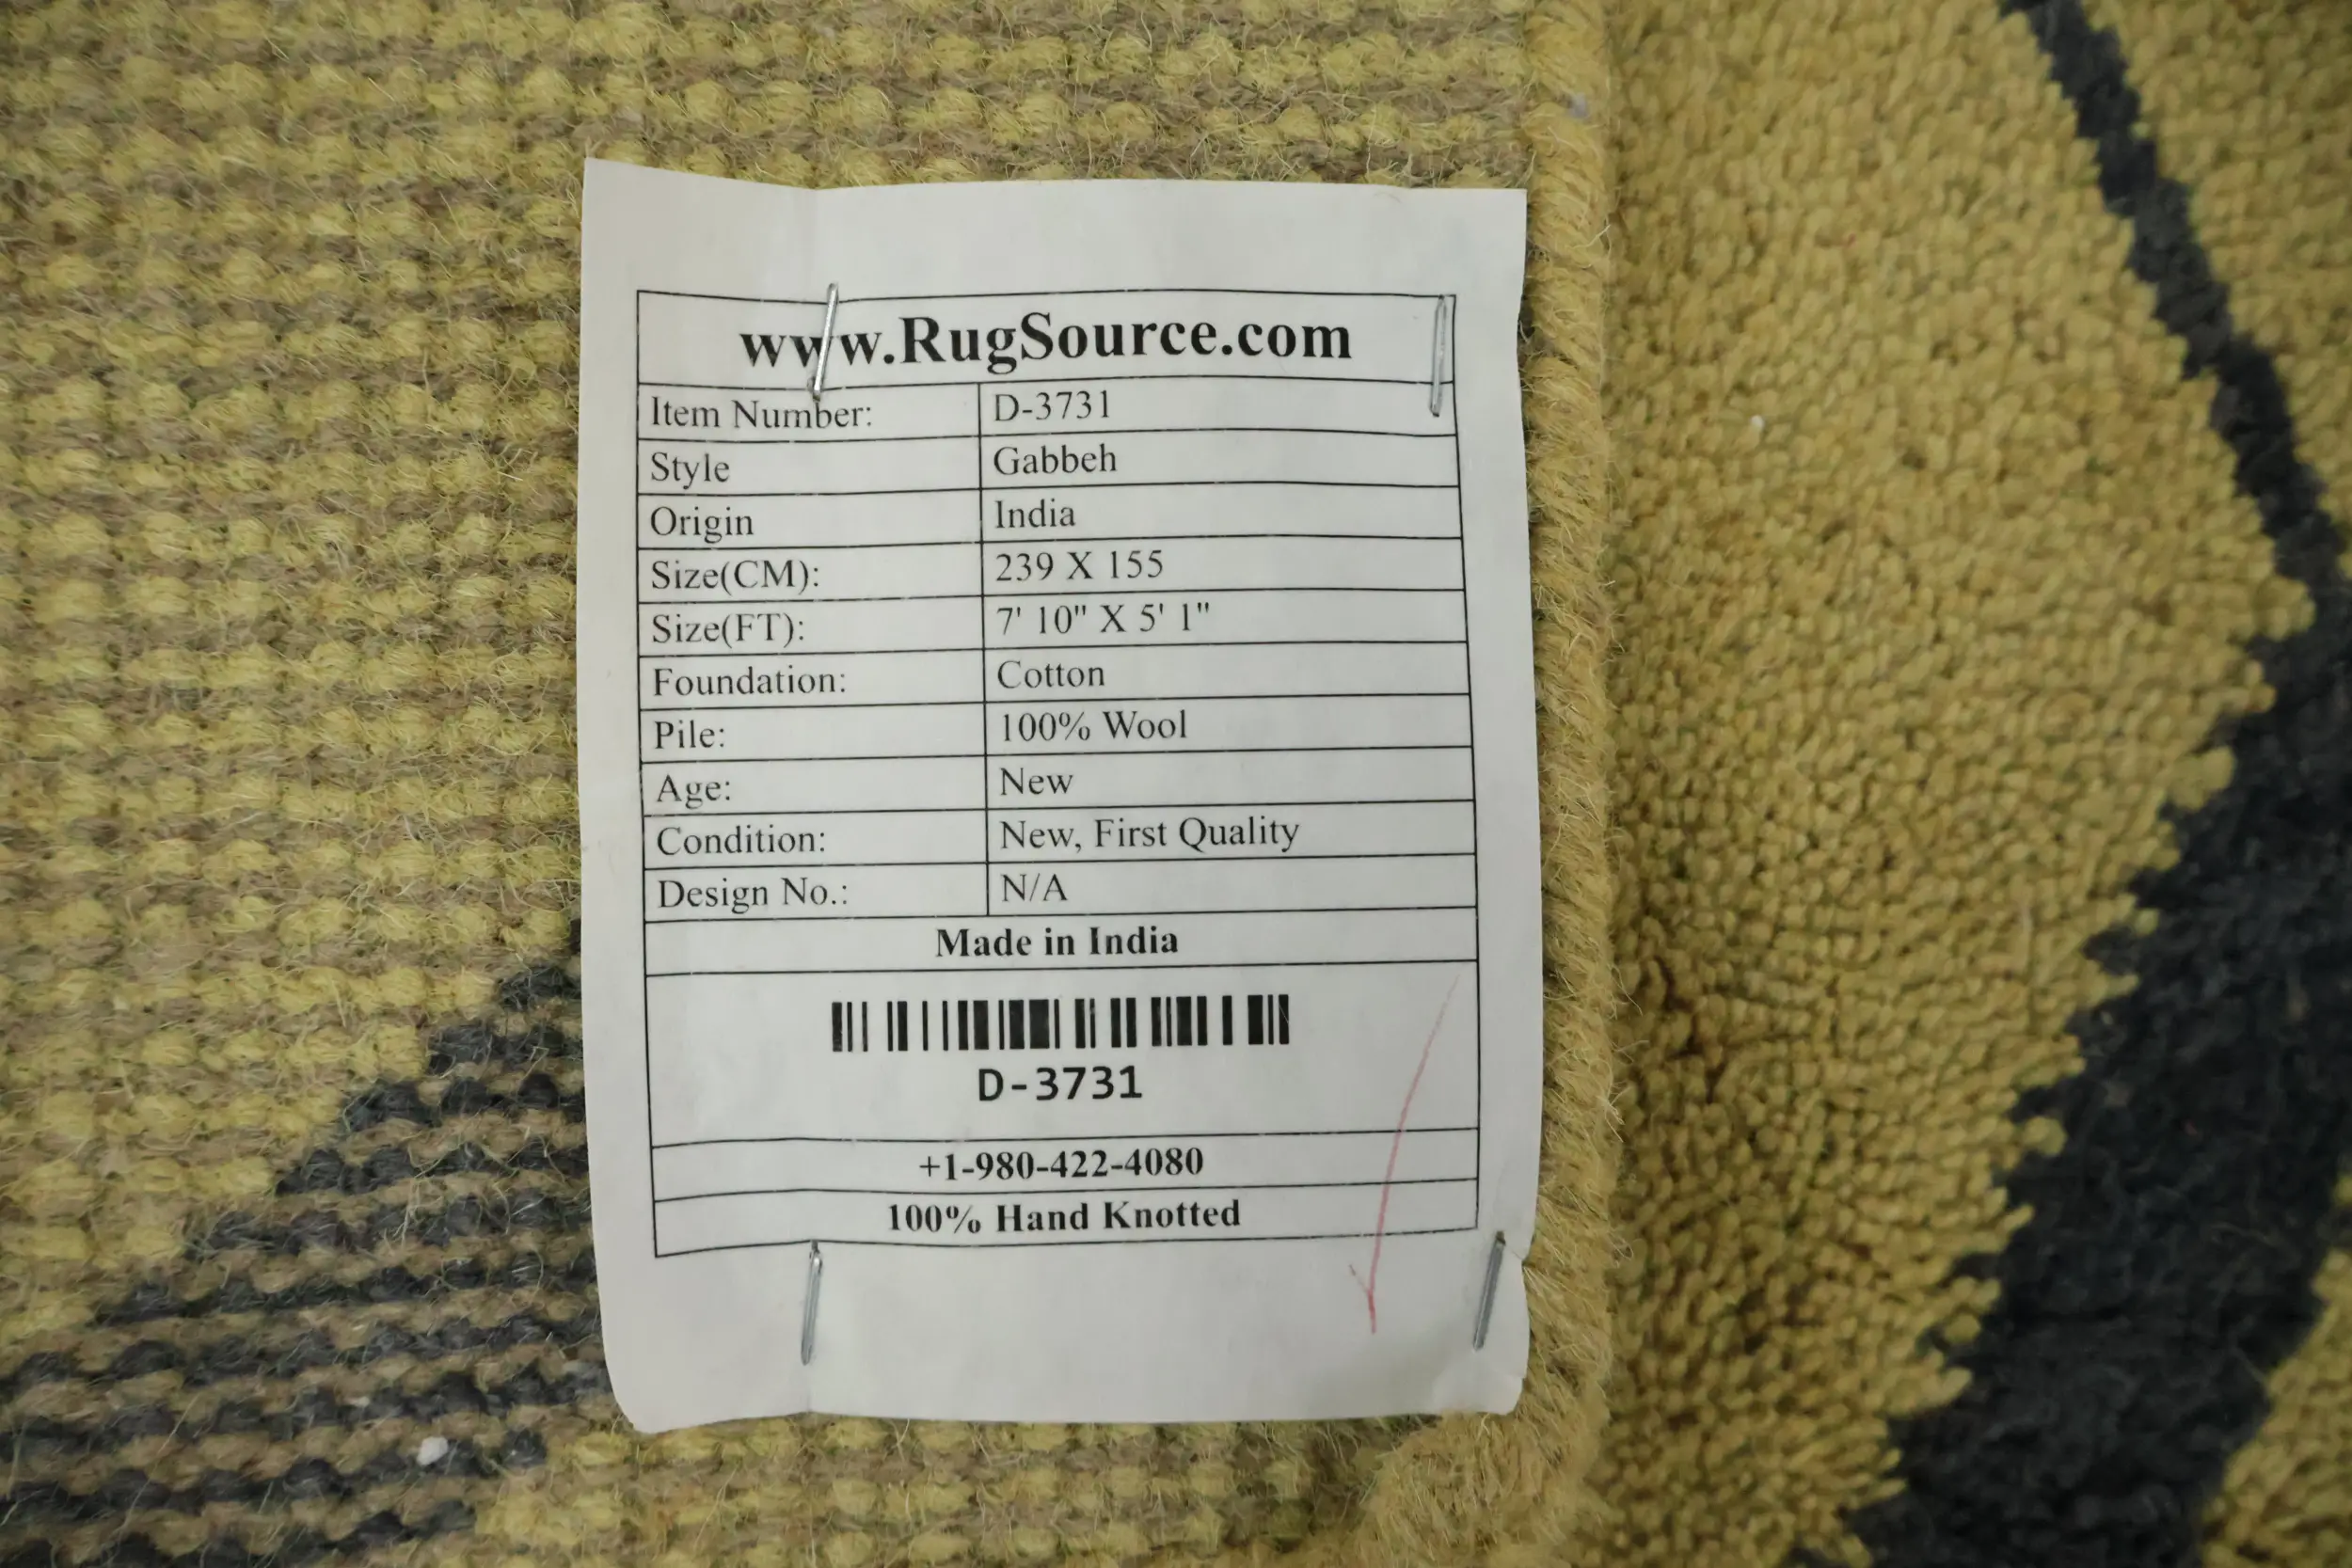 www.RugSource.com
Item Number: D-3731
Style Gabbeh
Origin India
Size(CM): 239 X 155
Size(FT): 7' 10" X 5' 1"
Foundation: Cotton
Pile: 100% Wool
Age: New
Condition: New, First Quality
Design No.: N/A
Made in India
D-3731
+1-980-422-4080
100% Hand Knotted